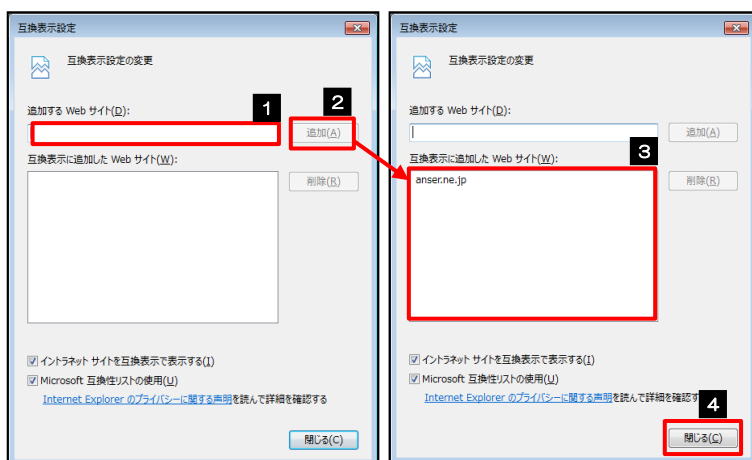 互換表示設定
互換表示設定の変更
追加する Web サイト(D):
1
2
追加(A)
互換表示に追加した Web サイト(W):
削除(R)
イントラネット サイトを互換表示で表示する(I)
Microsoft 互換性リストの使用(U)
Internet Explorer のプライバシーに関する声明を読んで詳細を確認する
閉じる(C)
互換表示設定
互換表示設定の変更
追加する Web サイト(D):
追加(A)
3
互換表示に追加した Web サイト(W):
anser.ne.jp
削除(R)
イントラネット サイトを互換表示で表示する(I)
Microsoft 互換性リストの使用(U)
Internet Explorer のプライバシーに関する声明を読んで詳細を確認す
4
閉じる(C)